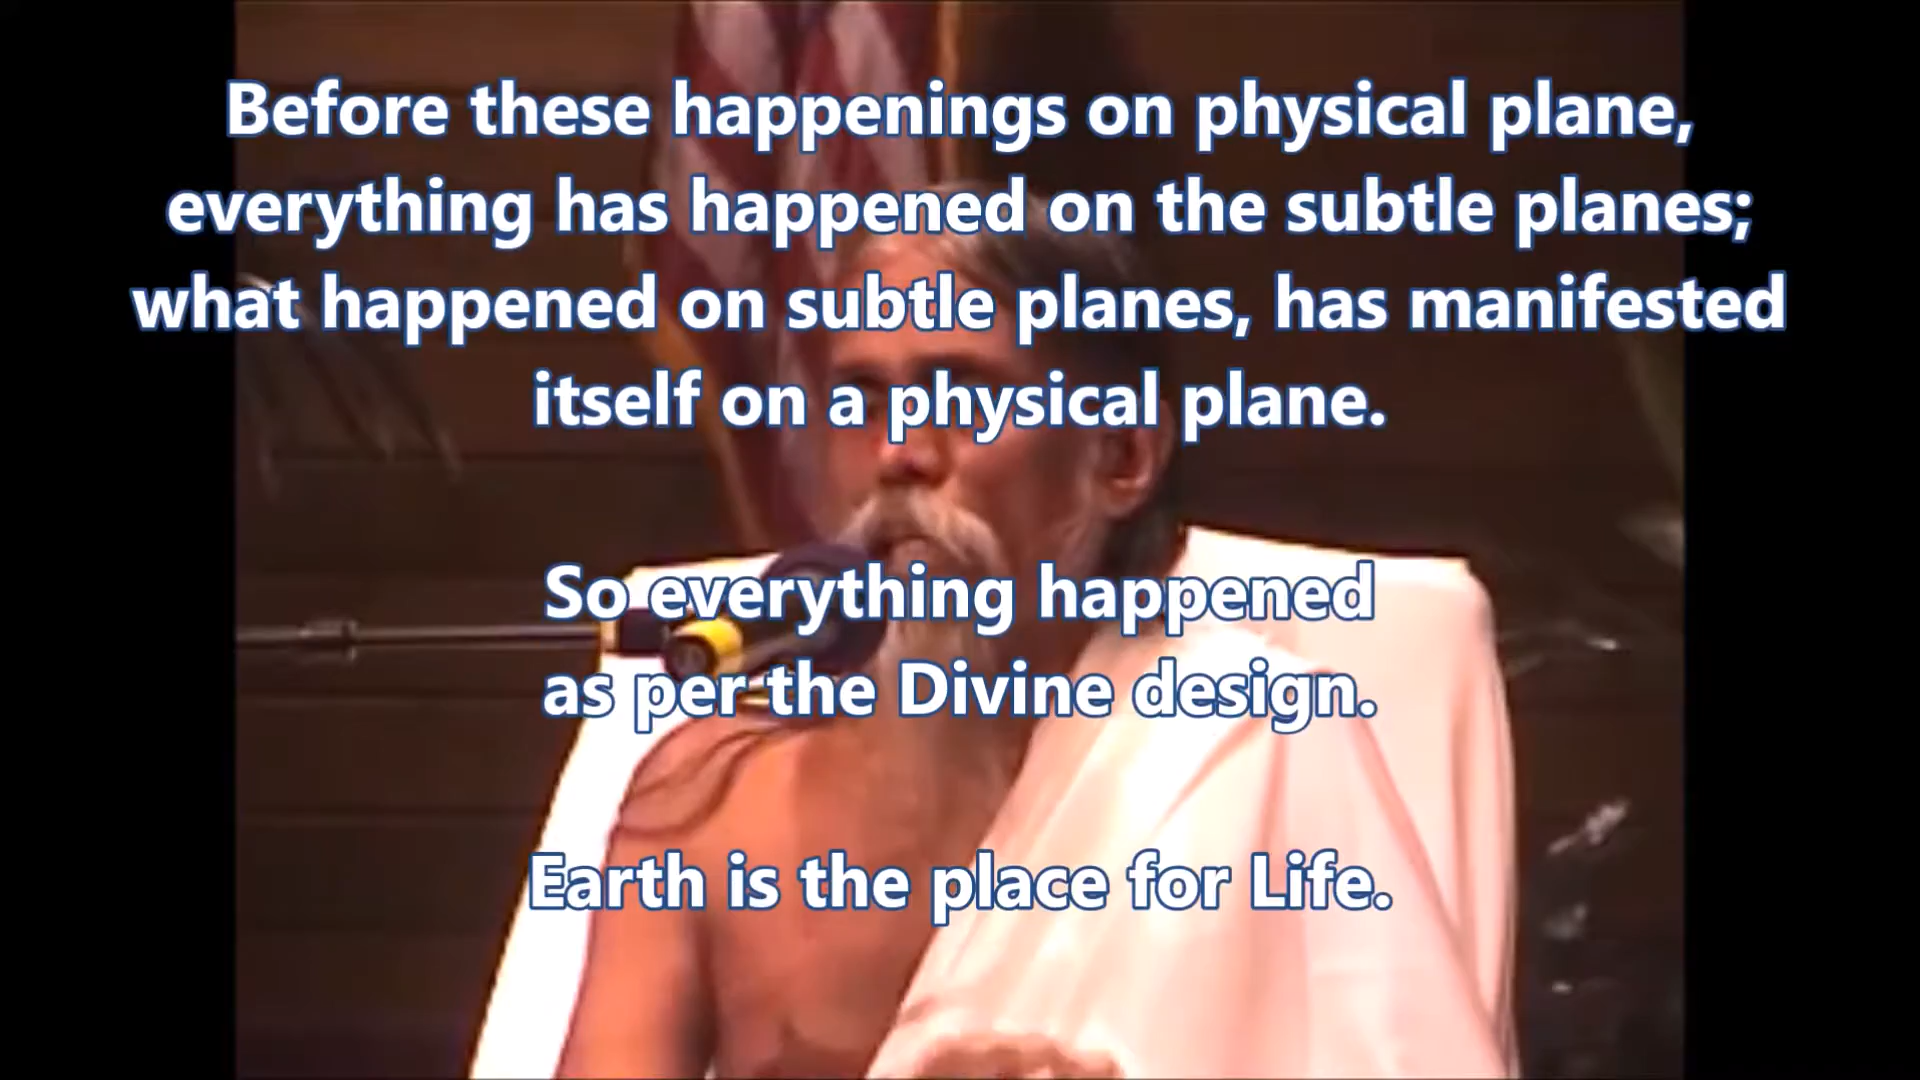 Before these happenings on physical plane,
everything has happened on the subtle planes;
what happened on subtle planes, has manifested
itself on a physical plane.
So everything happened
as per the Divine design.
Earth is the place for Life.